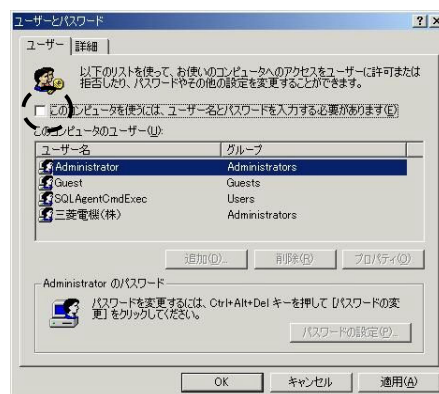 ユーザーとパスワード
ユーザー 詳細
以下のリストを使って、お使いのコンピュータへのアクセスをユーザーに許可または
拒否したり、パスワードやその他の設定を変更することができます。
このコンピュータを使うには、ユーザー名とパスワードを入力する必要があります(E)
このコンピュータのユーザー(U):
ユーザー名 グループ
Administrator Administrators
Guest Guests
SQLAgentCmdExec Users
三菱電機(株) Administrators
追加(D)... 削除(R) プロパティ(O)
Administrator のパスワード
パスワードを変更するには、Ctrl+Alt+Del キーを押して [パスワードの変
更] をクリックしてください。
パスワードの設定(P)...
OK キャンセル 適用(A)